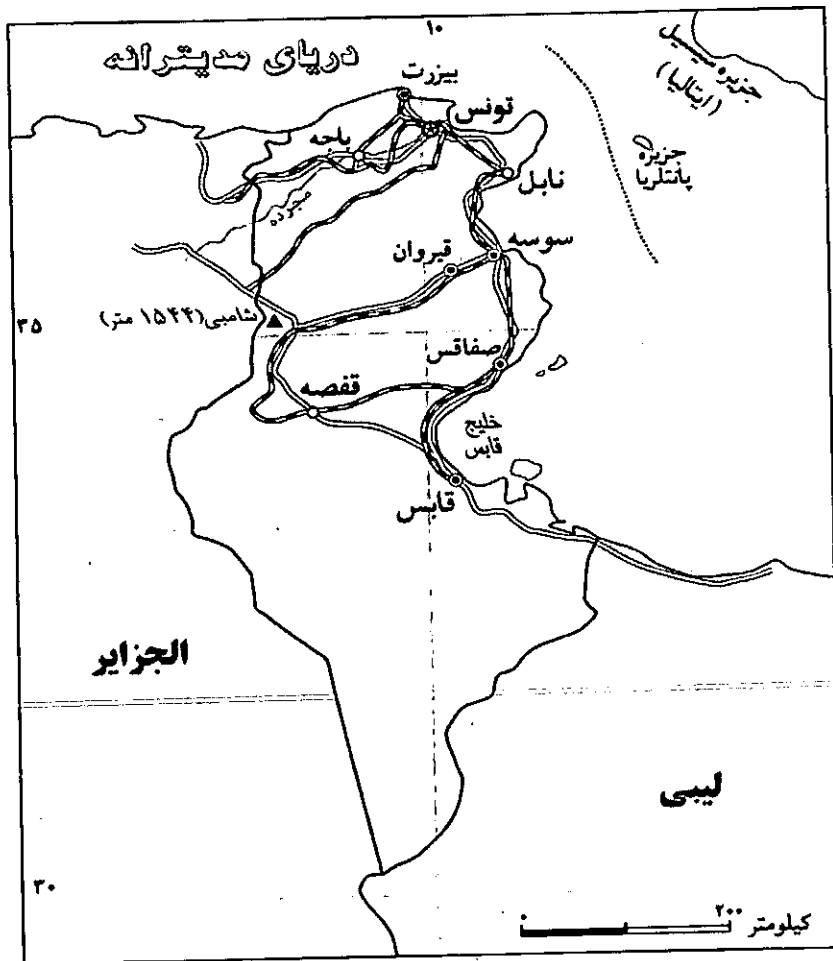 ۱۰
دریای مدیترانه
جزیره سیسیل
(ایتالیا)
بیزرت
تونس
باجه
جزیره
پانتلریا
نابل
مجرده
سوسه
قیروان
۳۵
شامبی (۱۵۴۴ متر)
صفاقس
قفصه
خلیج
قابس
قابس
الجزایر
لیبی
۳۰
۲۰۰ کیلومتر